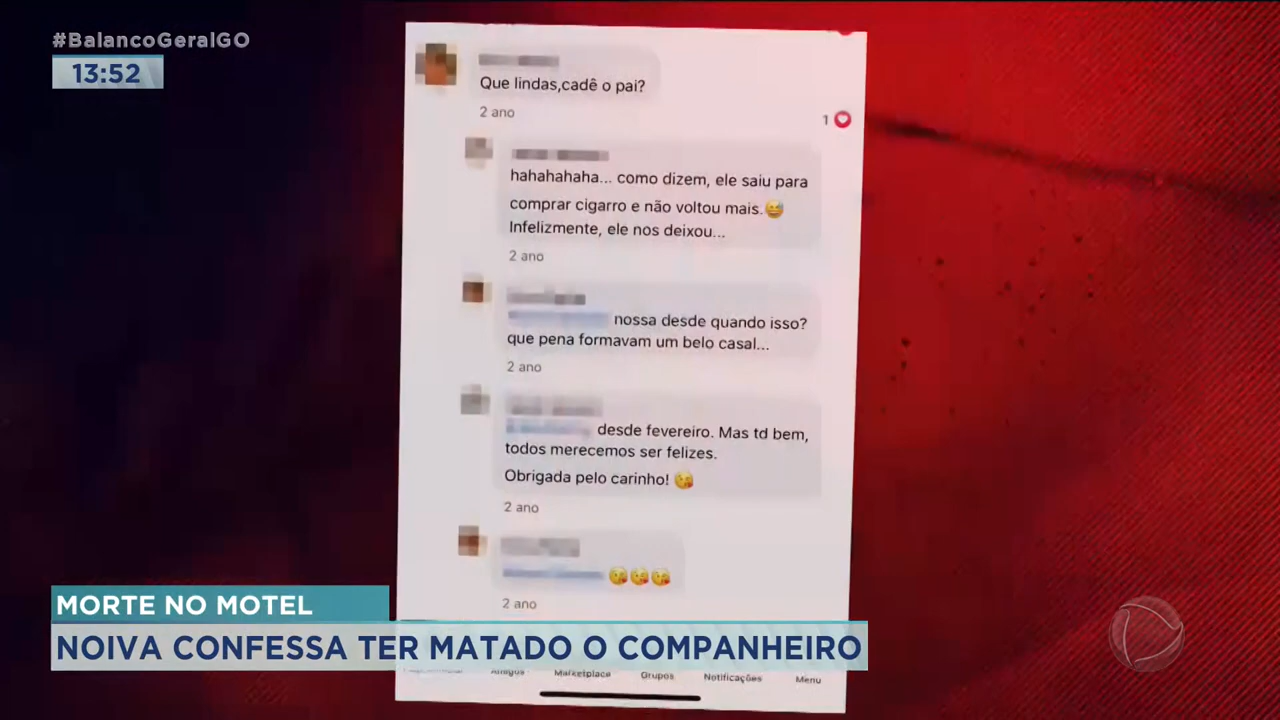 #BalancoGeralGO
13:52
Que lindas,cadê o pai?
2 ano
1
hahahahaha... como dizem, ele saiu para
comprar cigarro e não voltou mais.😅
Infelizmente, ele nos deixou...
2 ano
nossa desde quando isso?
que pena formavam um belo casal...
2 ano
desde fevereiro. Mas td bem,
todos merecemos ser felizes.
Obrigada pelo carinho! 😘
2 ano
😘😘😘
2 ano
MORTE NO MOTEL
NOIVA CONFESSA TER MATADO O COMPANHEIRO
Amigos Marketplace Grupos Notificações Menu